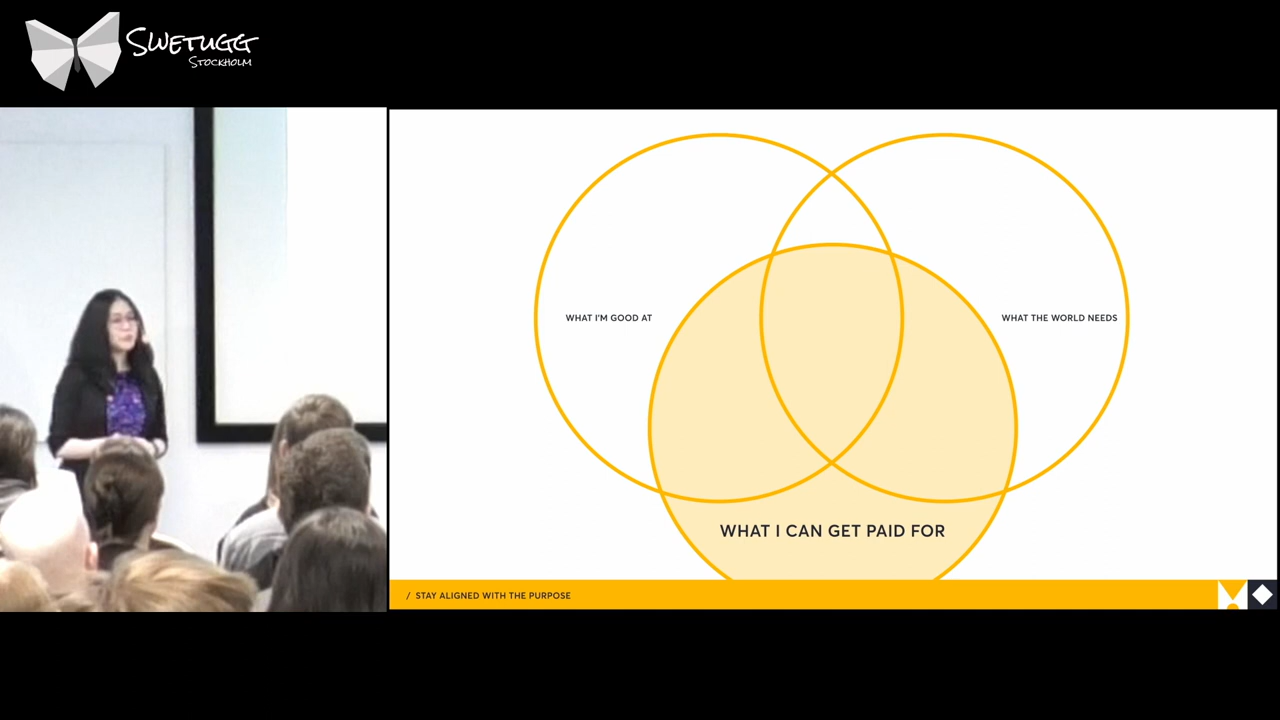 SWETUGG
STOCKHOLM
WHAT I'M GOOD AT
WHAT THE WORLD NEEDS
WHAT I CAN GET PAID FOR
/ STAY ALIGNED WITH THE PURPOSE